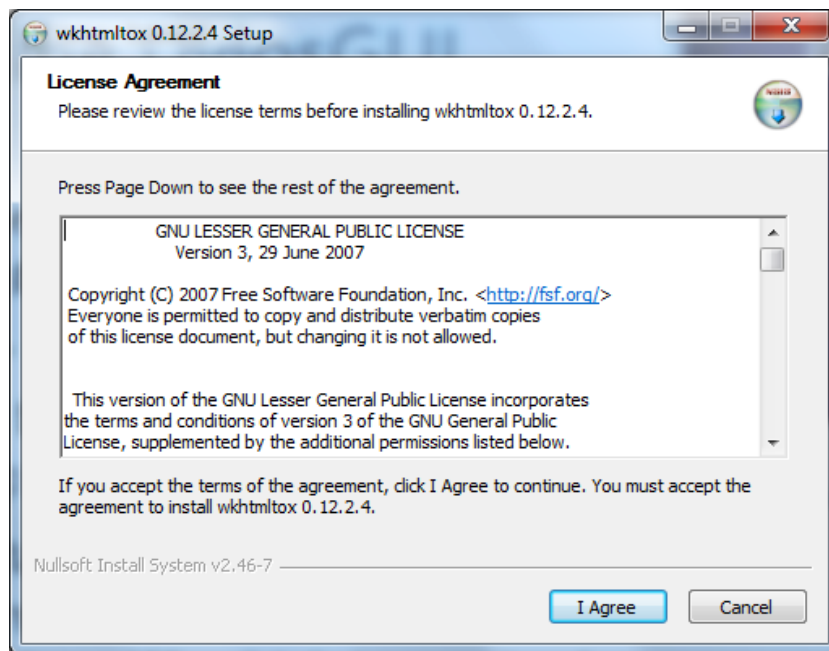 wkhtmltox 0.12.2.4 Setup
License Agreement
Please review the license terms before installing wkhtmltox 0.12.2.4.
Press Page Down to see the rest of the agreement.
GNU LESSER GENERAL PUBLIC LICENSE
Version 3, 29 June 2007
Copyright (C) 2007 Free Software Foundation, Inc. <http://fsf.org/>
Everyone is permitted to copy and distribute verbatim copies
of this license document, but changing it is not allowed.
This version of the GNU Lesser General Public License incorporates
the terms and conditions of version 3 of the GNU General Public
License, supplemented by the additional permissions listed below.
If you accept the terms of the agreement, click I Agree to continue. You must accept the
agreement to install wkhtmltox 0.12.2.4.
Nullsoft Install System v2.46-7
I Agree
Cancel